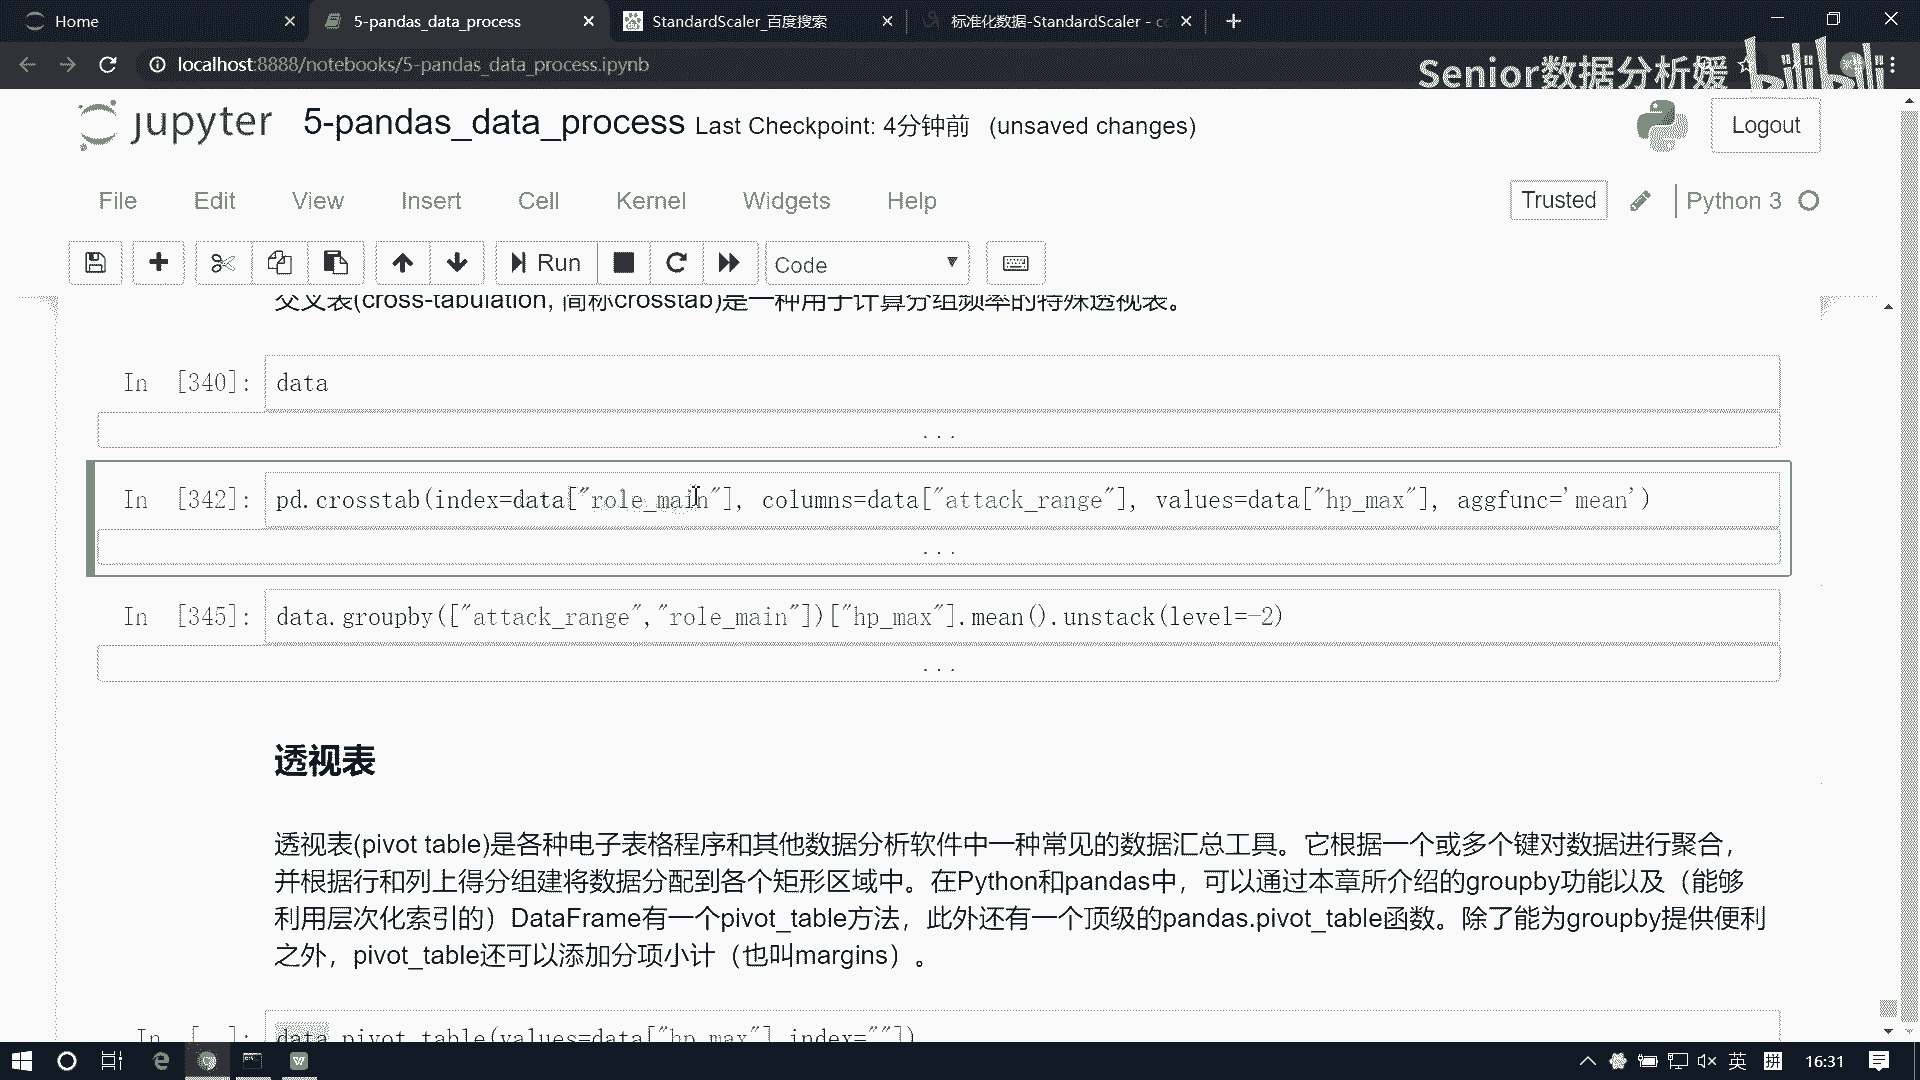 Home
5-pandas_data_process
StandardScaler_百度搜索
标准化数据-StandardScaler - c
localhost:8888/notebooks/5-pandas_data_process.ipynb
Senior数据分析媛 bilibili
jupyter 5-pandas_data_process Last Checkpoint: 4分钟前 (unsaved changes)
Logout
File Edit View Insert Cell Kernel Widgets Help
Trusted
Python 3
Run
Code
交叉表(cross-tabulation, 简称crosstab)是一种用于计算分组频率的特殊透视表。
In [340]: data
...
In [342]: pd.crosstab(index=data["role_main"], columns=data["attack_range"], values=data["hp_max"], aggfunc='mean')
...
In [345]: data.groupby(["attack_range","role_main"])["hp_max"].mean().unstack(level=-2)
...
透视表
透视表(pivot table)是各种电子表格程序和其他数据分析软件中一种常见的数据汇总工具。它根据一个或多个键对数据进行聚合，
并根据行和列上得分组建将数据分配到各个矩形区域中。在Python和pandas中，可以通过本章所介绍的groupby功能以及（能够
利用层次化索引的）DataFrame有一个pivot_table方法，此外还有一个顶级的pandas.pivot_table函数。除了能为groupby提供便利
之外，pivot_table还可以添加分项小计（也叫margins）。
In [ ]: data.pivot_table(values=data["hp_max"],index=""])
英
拼
16:31